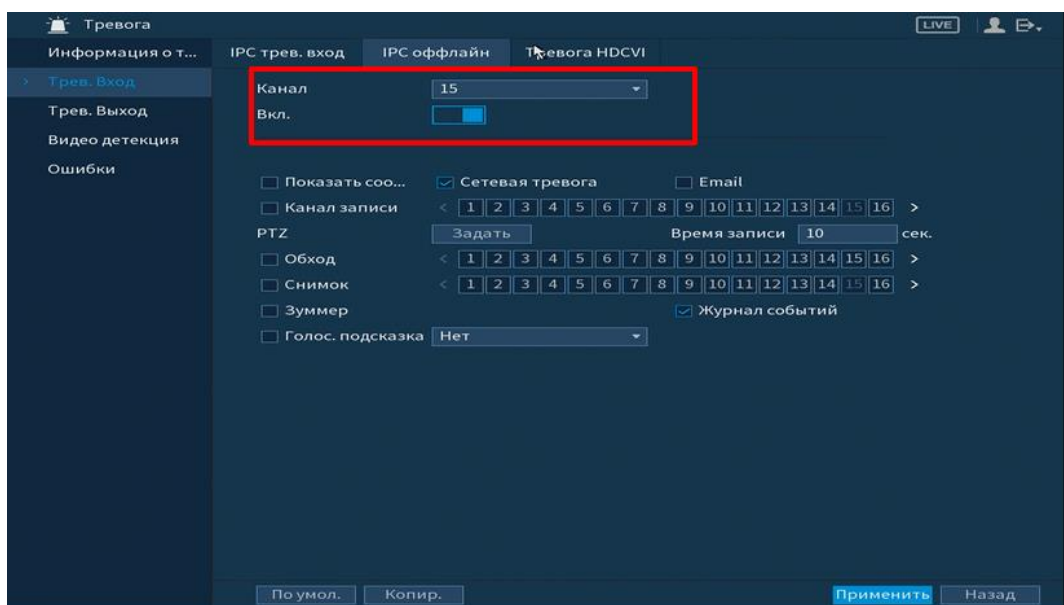 Тревога LIVE
Информация о т... IPC трев. вход IPC оффлайн Тревога HDCVI
Трев. Вход Канал 15
Трев. Выход Вкл.
Видео детекция
Ошибки
Показать соо... Сетевая тревога Email
Канал записи < 1 2 3 4 5 6 7 8 9 10 11 12 13 14 15 16 >
PTZ Задать Время записи 10 сек.
Обход < 1 2 3 4 5 6 7 8 9 10 11 12 13 14 15 16 >
Снимок < 1 2 3 4 5 6 7 8 9 10 11 12 13 14 15 16 >
Зуммер Журнал событий
Голос. подсказка Нет
По умол. Копир. Применить Назад